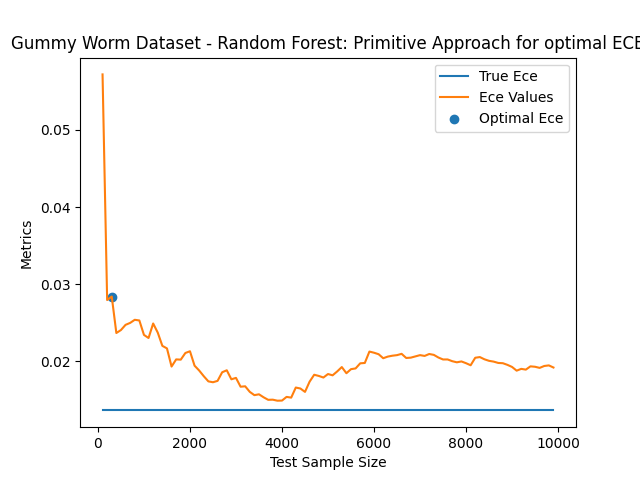 Gummy Worm Dataset - Random Forest: Primitive Approach for optimal ECE
True Ece
Ece Values
Optimal Ece
Metrics
0.05
0.04
0.03
0.02
0 2000 4000 6000 8000 10000
Test Sample Size